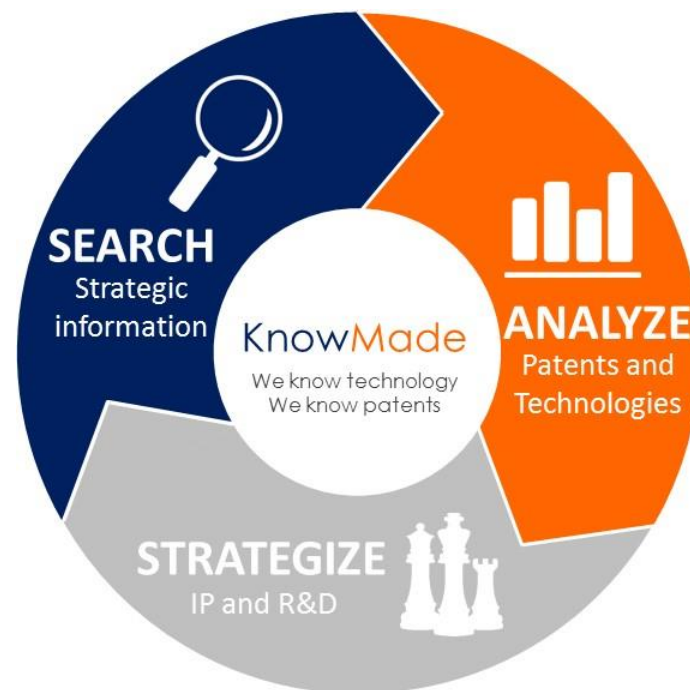 SEARCH
Strategic
information
ANALYZE
Patents and
Technologies
KnowMade
We know technology
We know patents
STRATEGIZE
IP and R&D